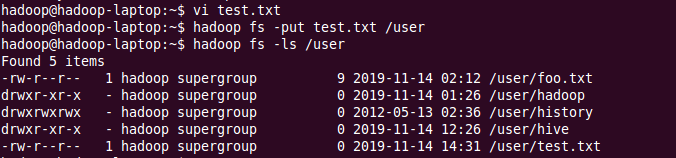 hadoop@hadoop-laptop:~$ vi test.txt
hadoop@hadoop-laptop:~$ hadoop fs -put test.txt /user
hadoop@hadoop-laptop:~$ hadoop fs -ls /user
Found 5 items
-rw-r--r--   1 hadoop supergroup          9 2019-11-14 02:12 /user/foo.txt
drwxr-xr-x   - hadoop supergroup          0 2019-11-14 01:26 /user/hadoop
drwxrwxrwx   - hadoop supergroup          0 2012-05-13 02:36 /user/history
drwxr-xr-x   - hadoop supergroup          0 2019-11-14 12:26 /user/hive
-rw-r--r--   1 hadoop supergroup          0 2019-11-14 14:31 /user/test.txt